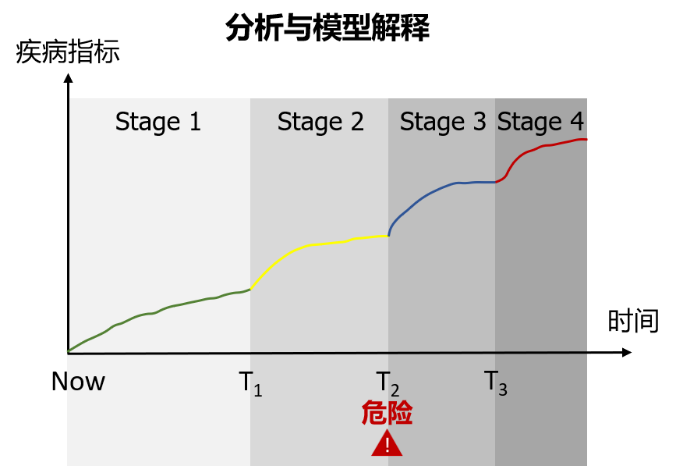 分析与模型解释
疾病指标
Stage 1 Stage 2 Stage 3 Stage 4
时间
Now T1 T2 T3
危险
!